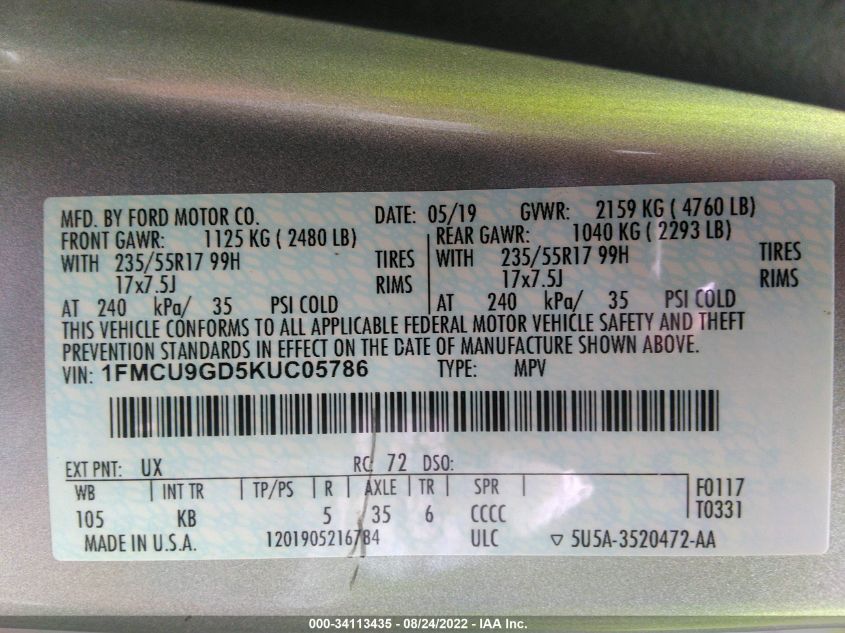 MFD. BY FORD MOTOR CO. DATE: 05/19 GVWR: 2159 KG ( 4760 LB)
FRONT GAWR: 1125 KG ( 2480 LB) REAR GAWR: 1040 KG ( 2293 LB)
WITH 235/55R17 99H TIRES WITH 235/55R17 99H TIRES
17x7.5J RIMS 17x7.5J RIMS
AT 240 kPa/ 35 PSI COLD AT 240 kPa/ 35 PSI COLD
THIS VEHICLE CONFORMS TO ALL APPLICABLE FEDERAL MOTOR VEHICLE SAFETY AND THEFT
PREVENTION STANDARDS IN EFFECT ON THE DATE OF MANUFACTURE SHOWN ABOVE.
VIN: 1FMCU9GD5KUC05786 TYPE: MPV
EXT PNT: UX RC: 72 DSO:
WB INT TR TP/PS R AXLE TR SPR F0117
105 KB 5 35 6 CCCC T0331
MADE IN U.S.A. 1201905216784 ULC ▽ 5U5A-3520472-AA
000-34113435 - 08/24/2022 - IAA Inc.